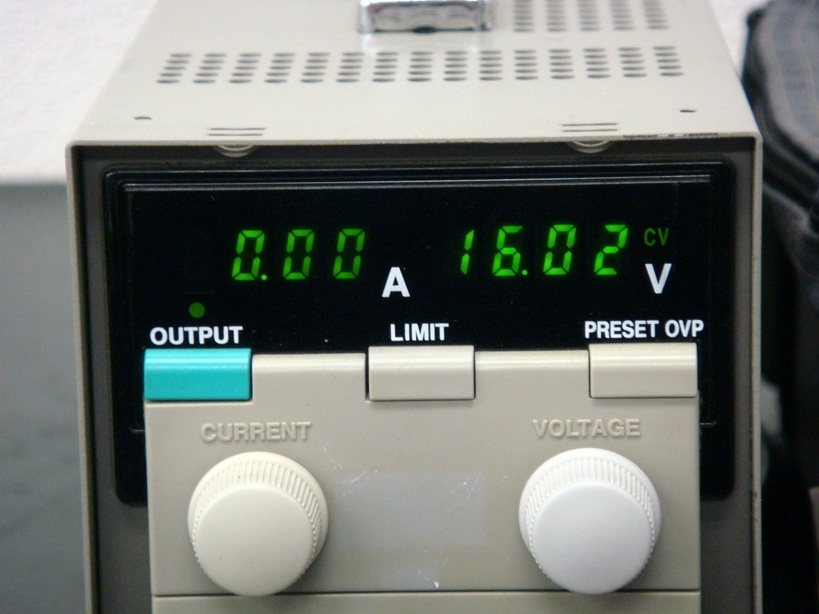 0.00 A 16.02 CV V
OUTPUT LIMIT PRESET OVP
CURRENT VOLTAGE